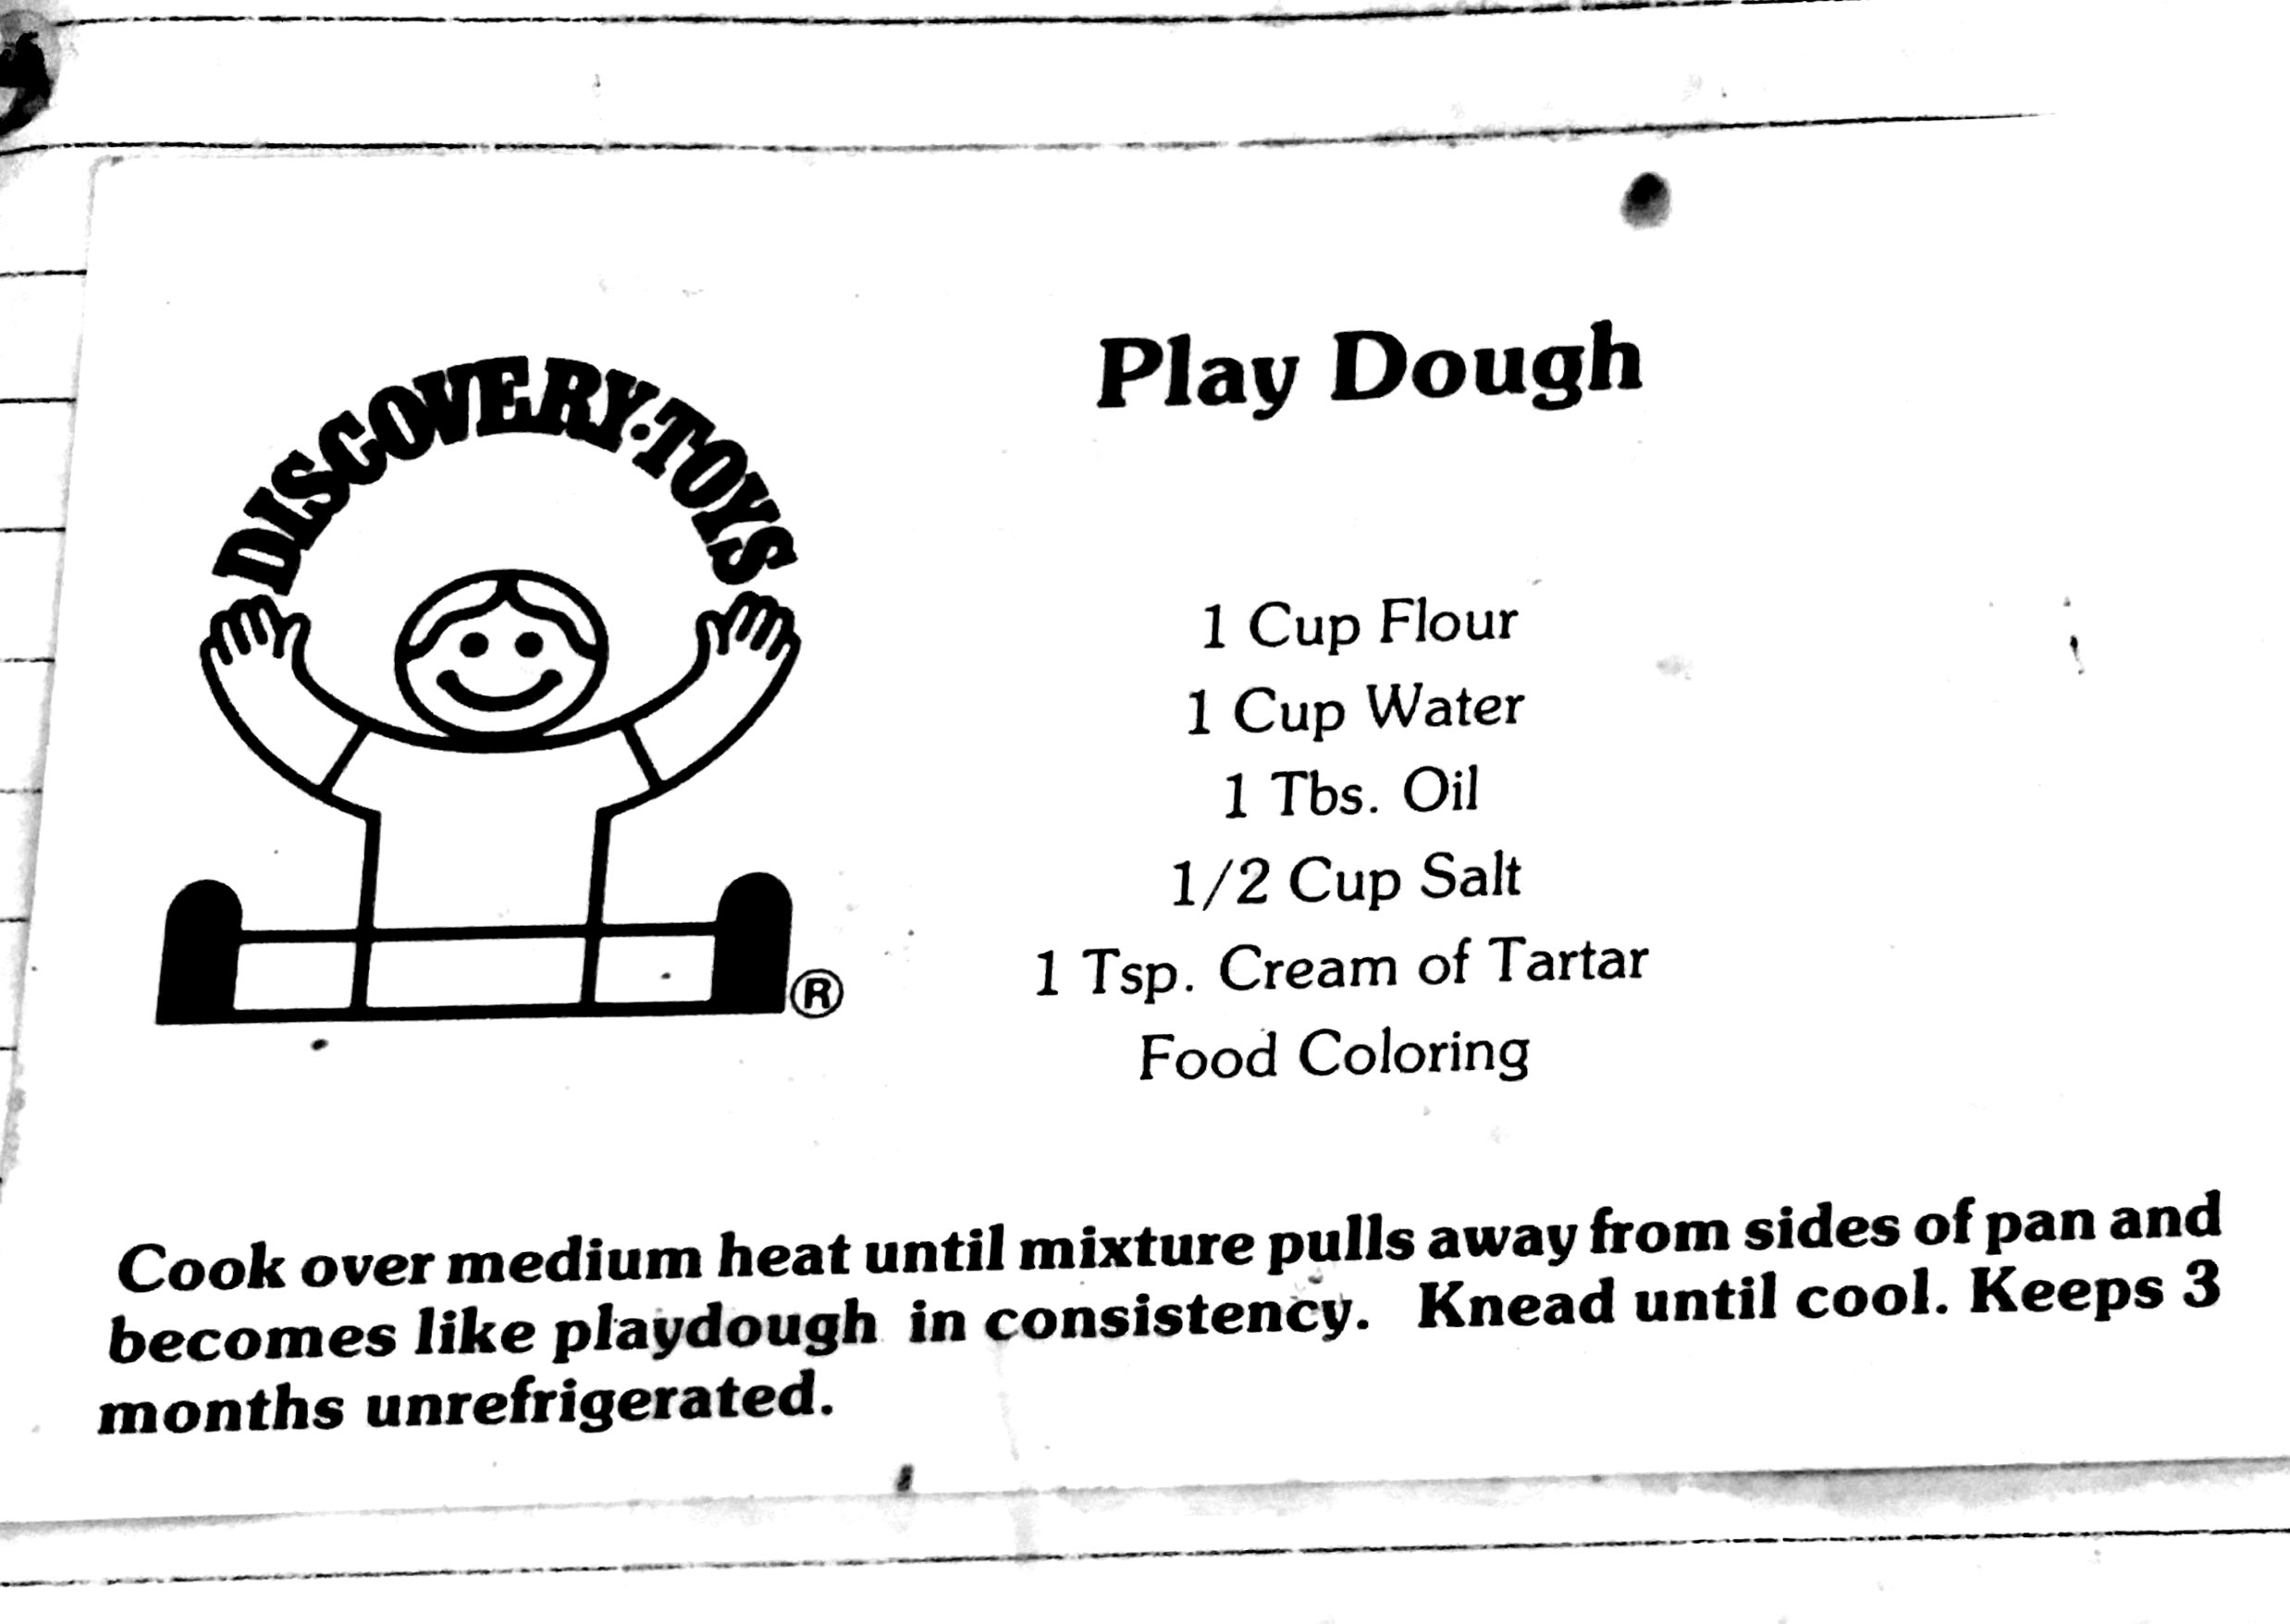 DISCOVERY·TOYS
®
Play Dough
1 Cup Flour
1 Cup Water
1 Tbs. Oil
1/2 Cup Salt
1 Tsp. Cream of Tartar
Food Coloring
Cook over medium heat until mixture pulls away from sides of pan and
becomes like playdough in consistency. Knead until cool. Keeps 3
months unrefrigerated.